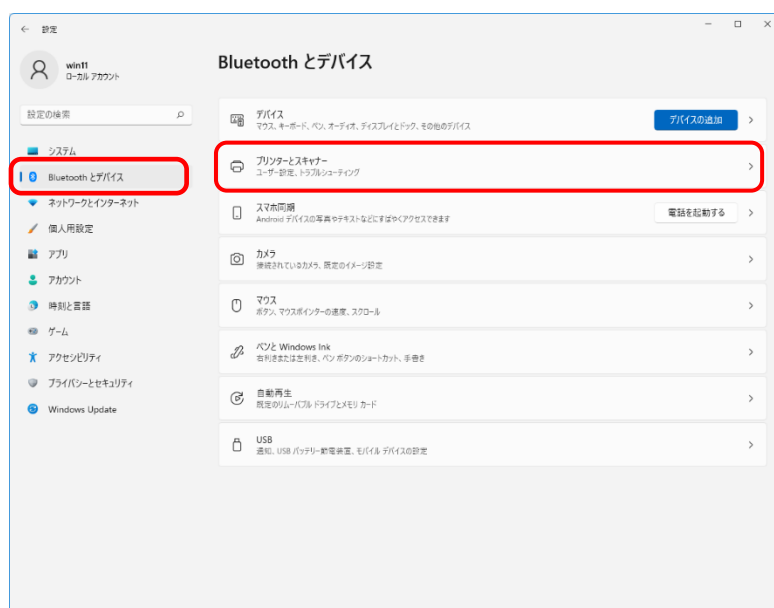 ← 設定
win11
ローカル アカウント
設定の検索
システム
Bluetooth とデバイス
ネットワークとインターネット
個人用設定
アプリ
アカウント
時刻と言語
ゲーム
アクセシビリティ
プライバシーとセキュリティ
Windows Update
Bluetooth とデバイス
デバイス
マウス、キーボード、ペン、オーディオ、ディスプレイとドック、その他のデバイス
デバイスの追加
プリンターとスキャナー
ユーザー設定、トラブルシューティング
スマホ同期
Android デバイスの写真やテキストなどにすばやくアクセスできます
電話を起動する
カメラ
接続されているカメラ、既定のイメージ設定
マウス
ボタン、マウス ポインターの速度、スクロール
ペンと Windows Ink
右利きまたは左利き、ペン ボタンのショートカット、手書き
自動再生
既定のリムーバブル ドライブとメモリ カード
USB
通知、USB バッテリー節電装置、モバイル デバイスの設定